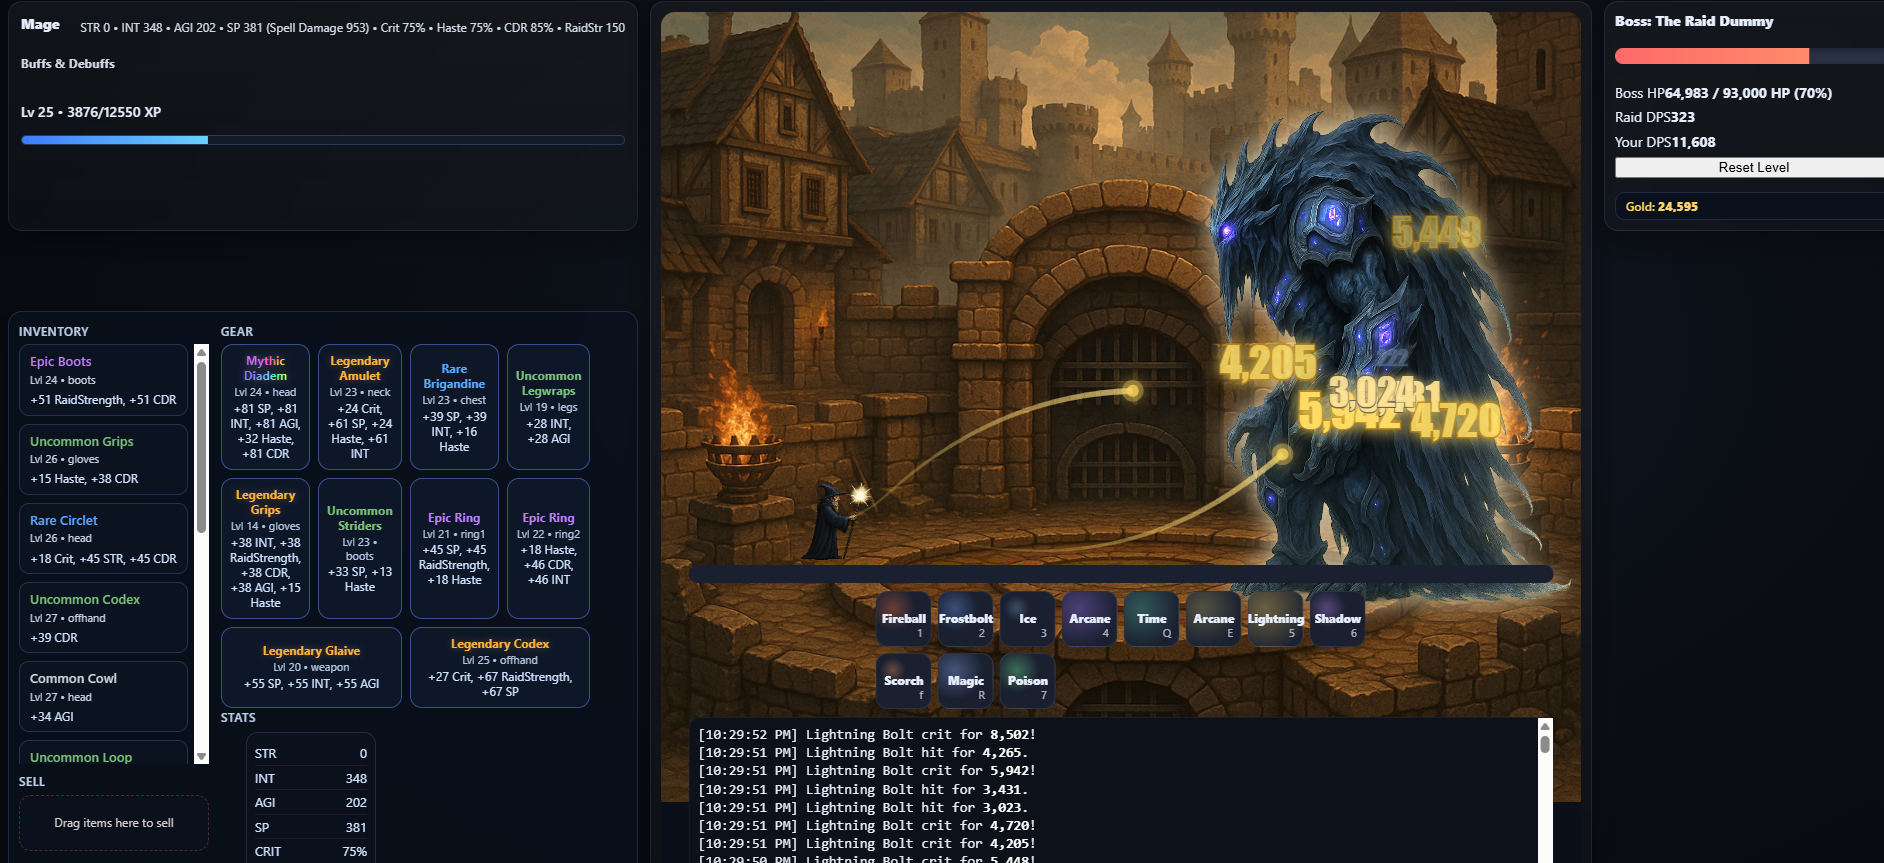 Mage STR 0 • INT 348 • AGI 202 • SP 381 (Spell Damage 953) • Crit 75% • Haste 75% • CDR 85% • RaidStr 150
Buffs & Debuffs
Lv 25 • 3876/12550 XP
INVENTORY
Epic Boots
Lvl 24 • boots
+51 RaidStrength, +51 CDR
Uncommon Grips
Lvl 26 • gloves
+15 Haste, +38 CDR
Rare Circlet
Lvl 26 • head
+18 Crit, +45 STR, +45 CDR
Uncommon Codex
Lvl 27 • offhand
+39 CDR
Common Cowl
Lvl 27 • head
+34 AGI
Uncommon Loop
SELL
Drag items here to sell
GEAR
Mythic
Diadem
Lvl 24 • head
+81 SP, +81
INT, +81 AGI,
+32 Haste,
+81 CDR
Legendary
Amulet
Lvl 23 • neck
+24 Crit,
+61 SP, +24
Haste, +61
INT
Rare
Brigandine
Lvl 23 • chest
+39 SP, +39
INT, +16
Haste
Uncommon
Legwraps
Lvl 19 • legs
+28 INT,
+28 AGI
Legendary
Grips
Lvl 14 • gloves
+38 INT, +38
RaidStrength,
+38 CDR,
+38 AGI, +15
Haste
Uncommon
Striders
Lvl 23 •
boots
+33 SP, +13
Haste
Epic Ring
Lvl 21 • ring1
+45 SP, +45
RaidStrength,
+18 Haste
Epic Ring
Lvl 22 • ring2
+18 Haste,
+46 CDR,
+46 INT
Legendary Glaive
Lvl 20 • weapon
+55 SP, +55 INT, +55 AGI
Legendary Codex
Lvl 25 • offhand
+27 Crit, +67 RaidStrength,
+67 SP
STATS
STR 0
INT 348
AGI 202
SP 381
CRIT 75%
5,449
4,205
3,024
5,942
4,720
Fireball 1
Frostbolt 2
Ice 3
Arcane 4
Time Q
Arcane E
Lightning 5
Shadow 6
Scorch f
Magic R
Poison 7
[10:29:52 PM] Lightning Bolt crit for 8,502!
[10:29:51 PM] Lightning Bolt hit for 4,265.
[10:29:51 PM] Lightning Bolt crit for 5,942!
[10:29:51 PM] Lightning Bolt hit for 3,431.
[10:29:51 PM] Lightning Bolt hit for 3,023.
[10:29:51 PM] Lightning Bolt crit for 4,720!
[10:29:51 PM] Lightning Bolt crit for 4,205!
[10:29:50 PM] Lightning Bolt crit for 5,448!
Boss: The Raid Dummy
Boss HP64,983 / 93,000 HP (70%)
Raid DPS323
Your DPS11,608
Reset Level
Gold: 24,595